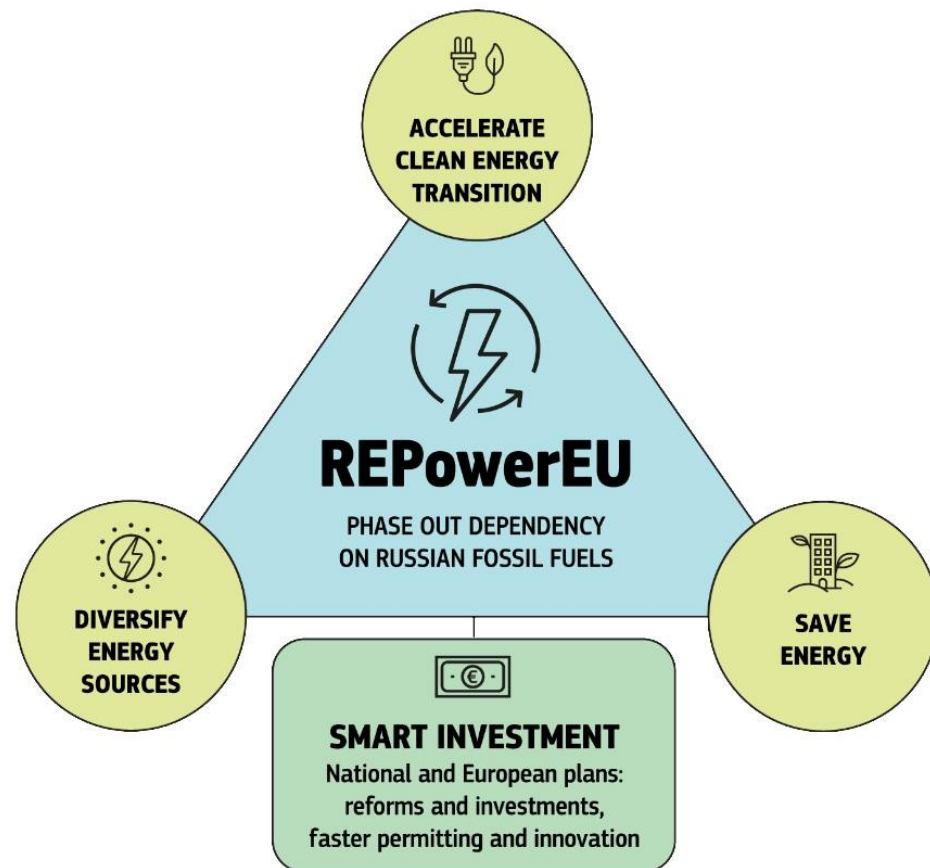 ACCELERATE
CLEAN ENERGY
TRANSITION
REPowerEU
PHASE OUT DEPENDENCY
ON RUSSIAN FOSSIL FUELS
DIVERSIFY
ENERGY
SOURCES
SAVE
ENERGY
€
SMART INVESTMENT
National and European plans:
reforms and investments,
faster permitting and innovation